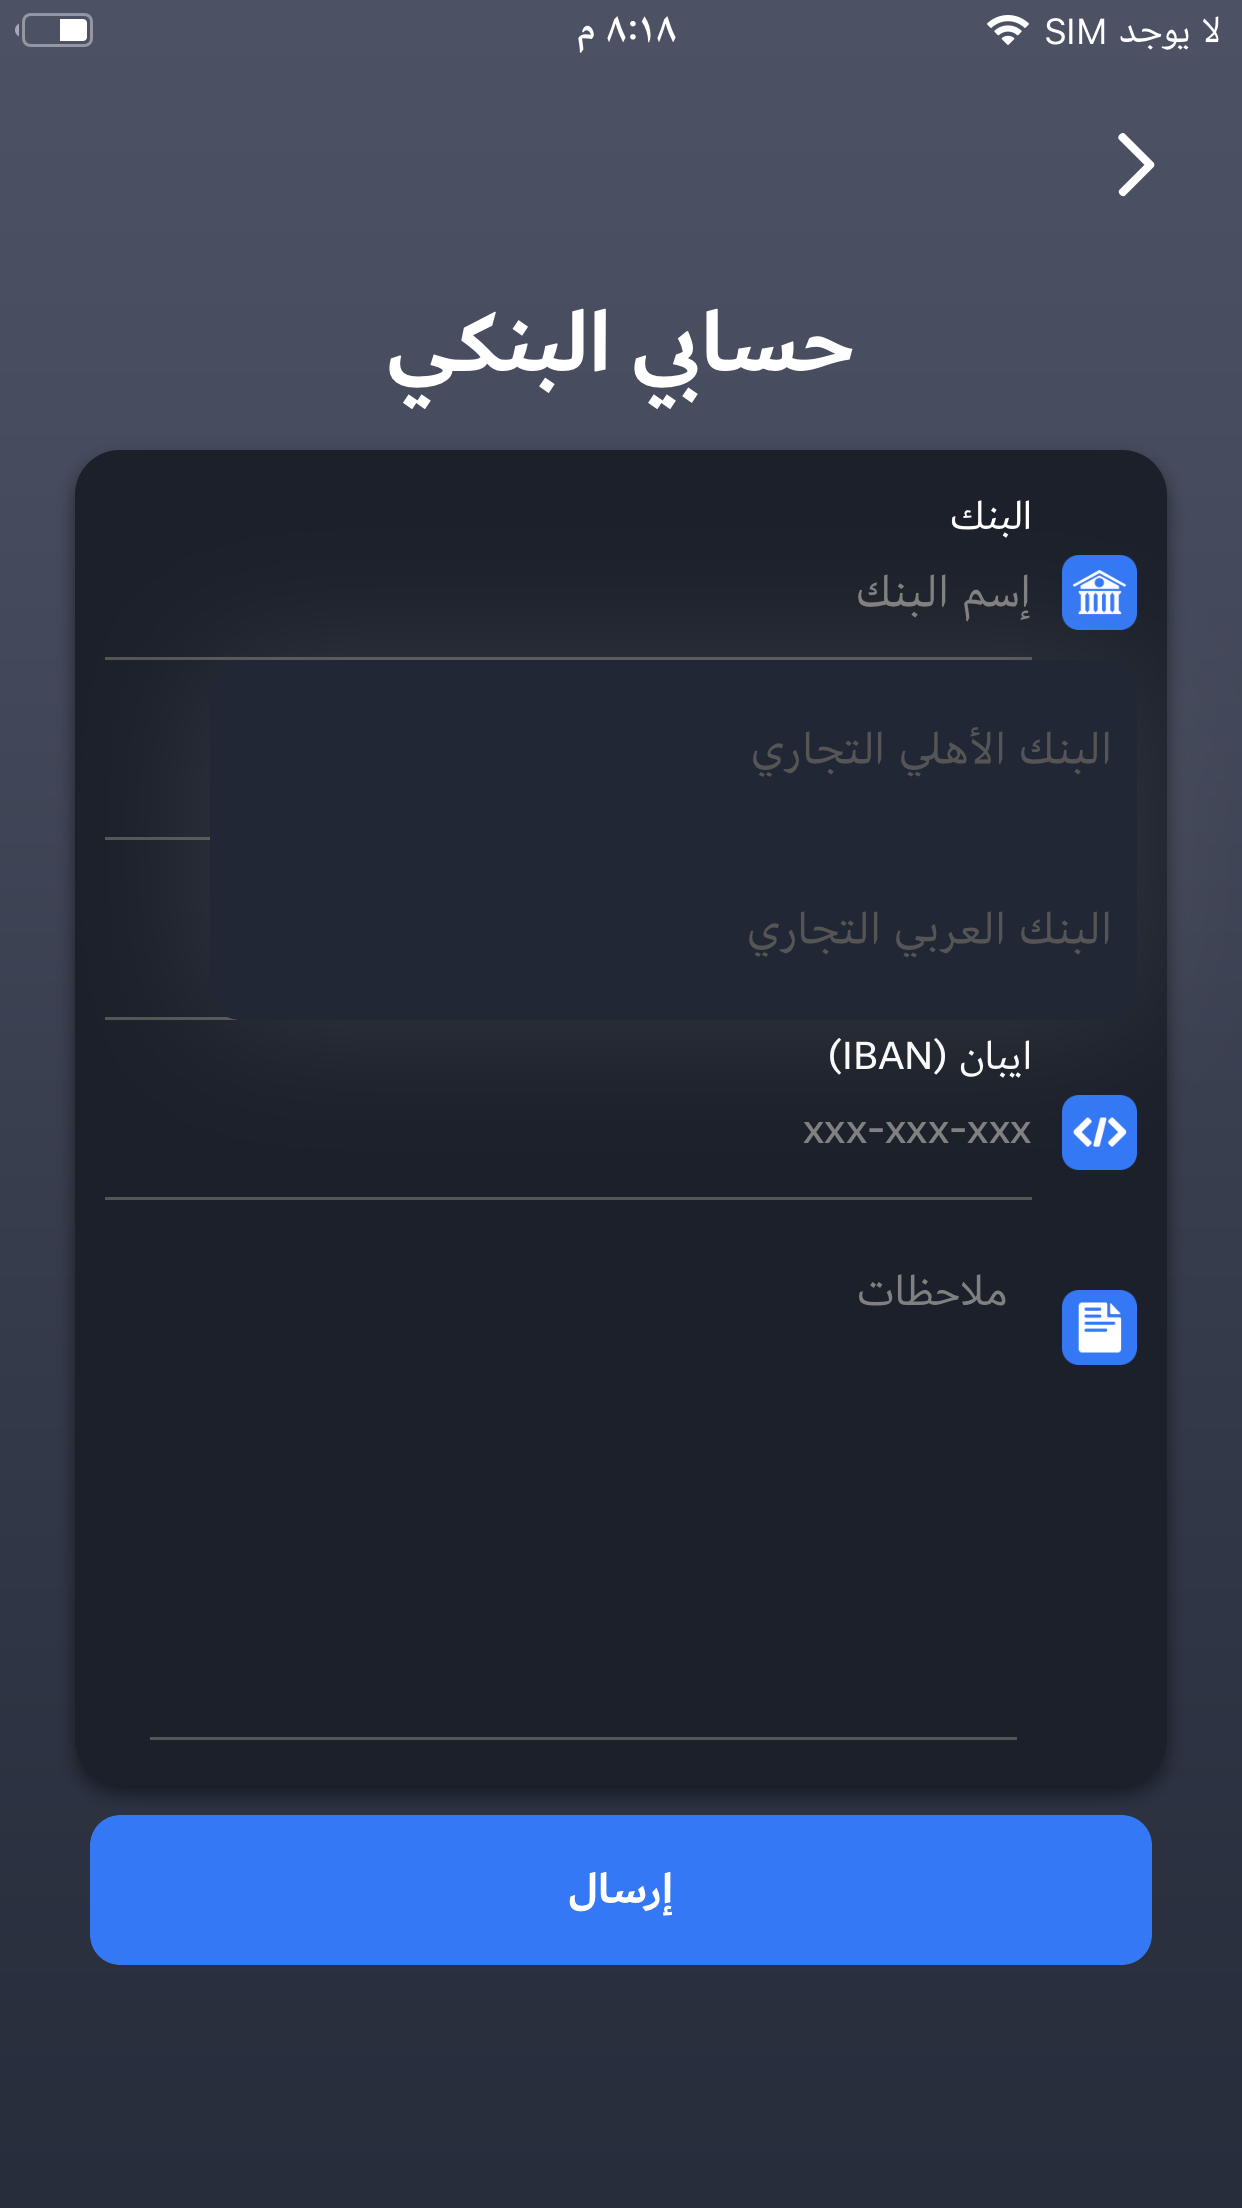 لا يوجد SIM ٨:١٨ م
حسابي البنكي
البنك
إسم البنك
البنك الأهلي التجاري
البنك العربي التجاري
ايبان (IBAN)
xxx-xxx-xxx
ملاحظات
إرسال